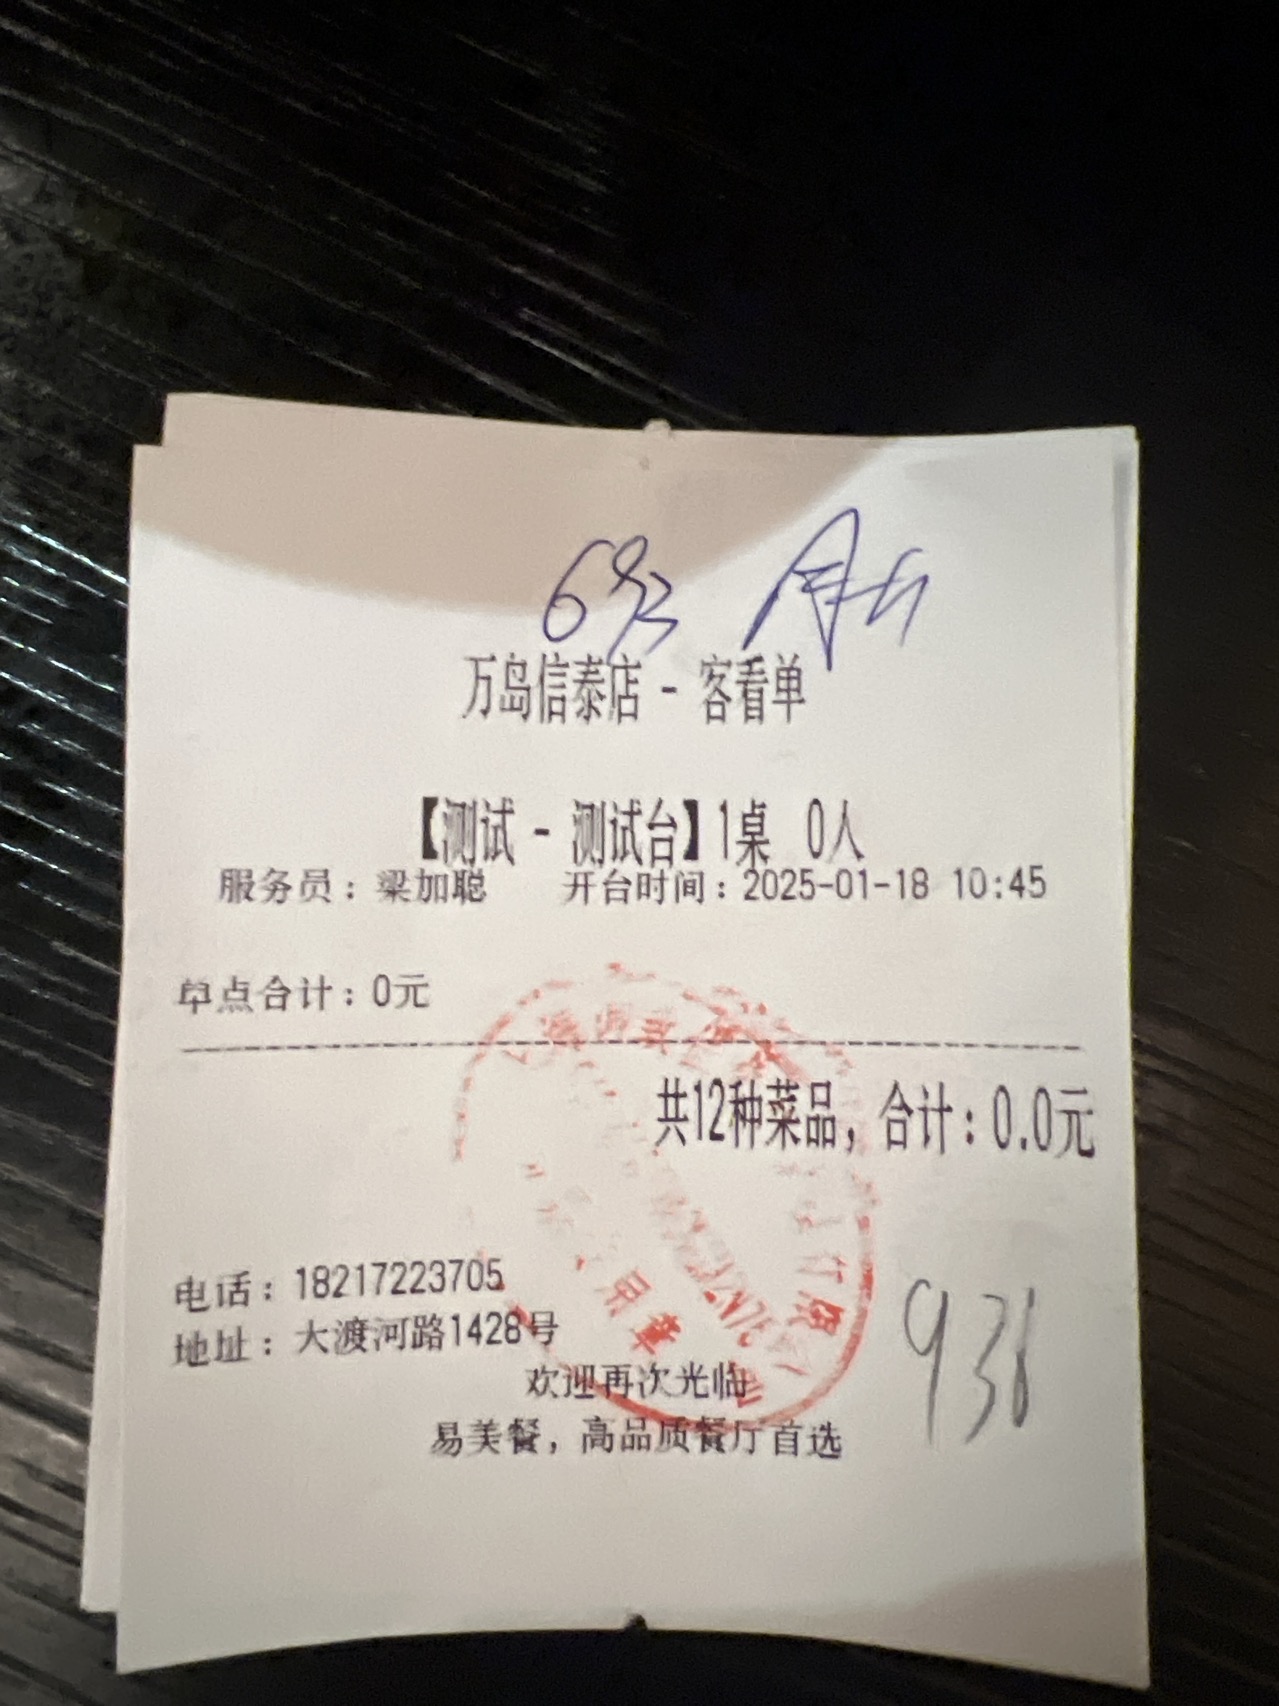 万岛信泰店 - 客看单
【测试 - 测试台】1桌 0人
服务员：梁加聪 开台时间：2025-01-18 10:45
单点合计：0元
共12种菜品，合计：0.0元
电话：18217223705
地址：大渡河路1428号
936
欢迎再次光临
易美餐，高品质餐厅首选